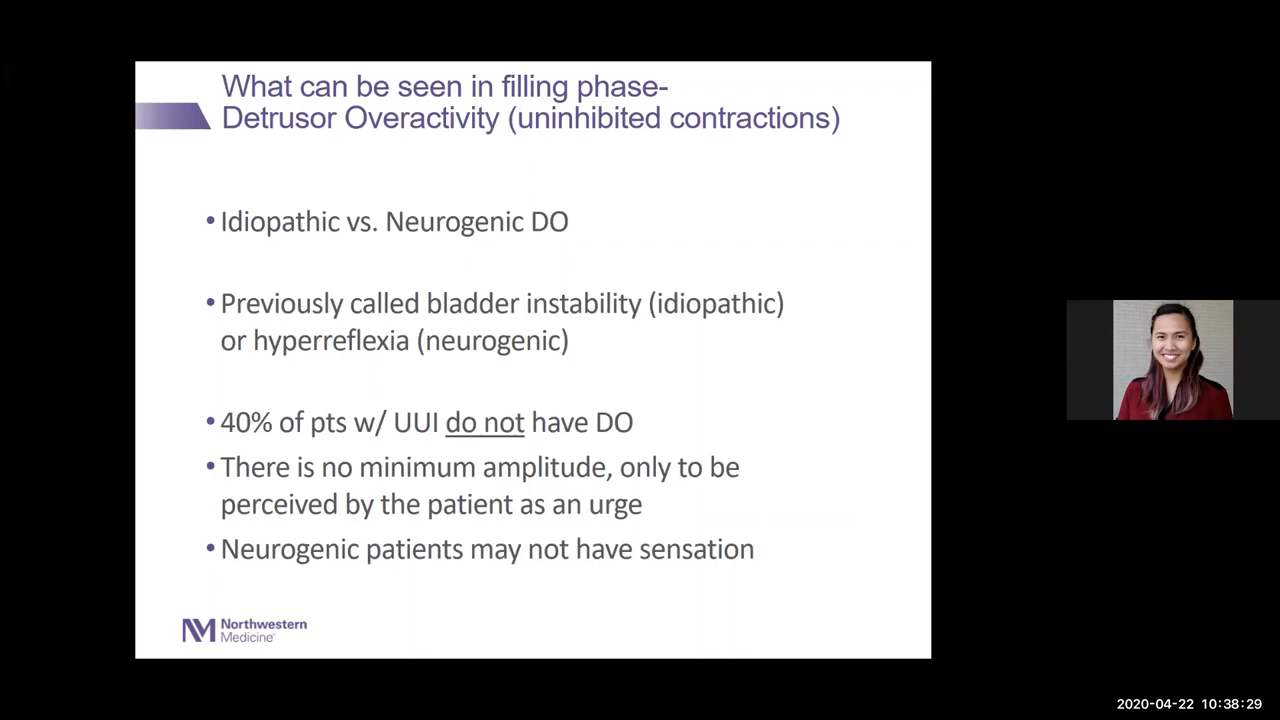 What can be seen in filling phase-
Detrusor Overactivity (uninhibited contractions)
• Idiopathic vs. Neurogenic DO
• Previously called bladder instability (idiopathic)
or hyperreflexia (neurogenic)
• 40% of pts w/ UUI do not have DO
• There is no minimum amplitude, only to be
perceived by the patient as an urge
• Neurogenic patients may not have sensation
NM Northwestern
Medicine®
2020-04-22 10:38:29